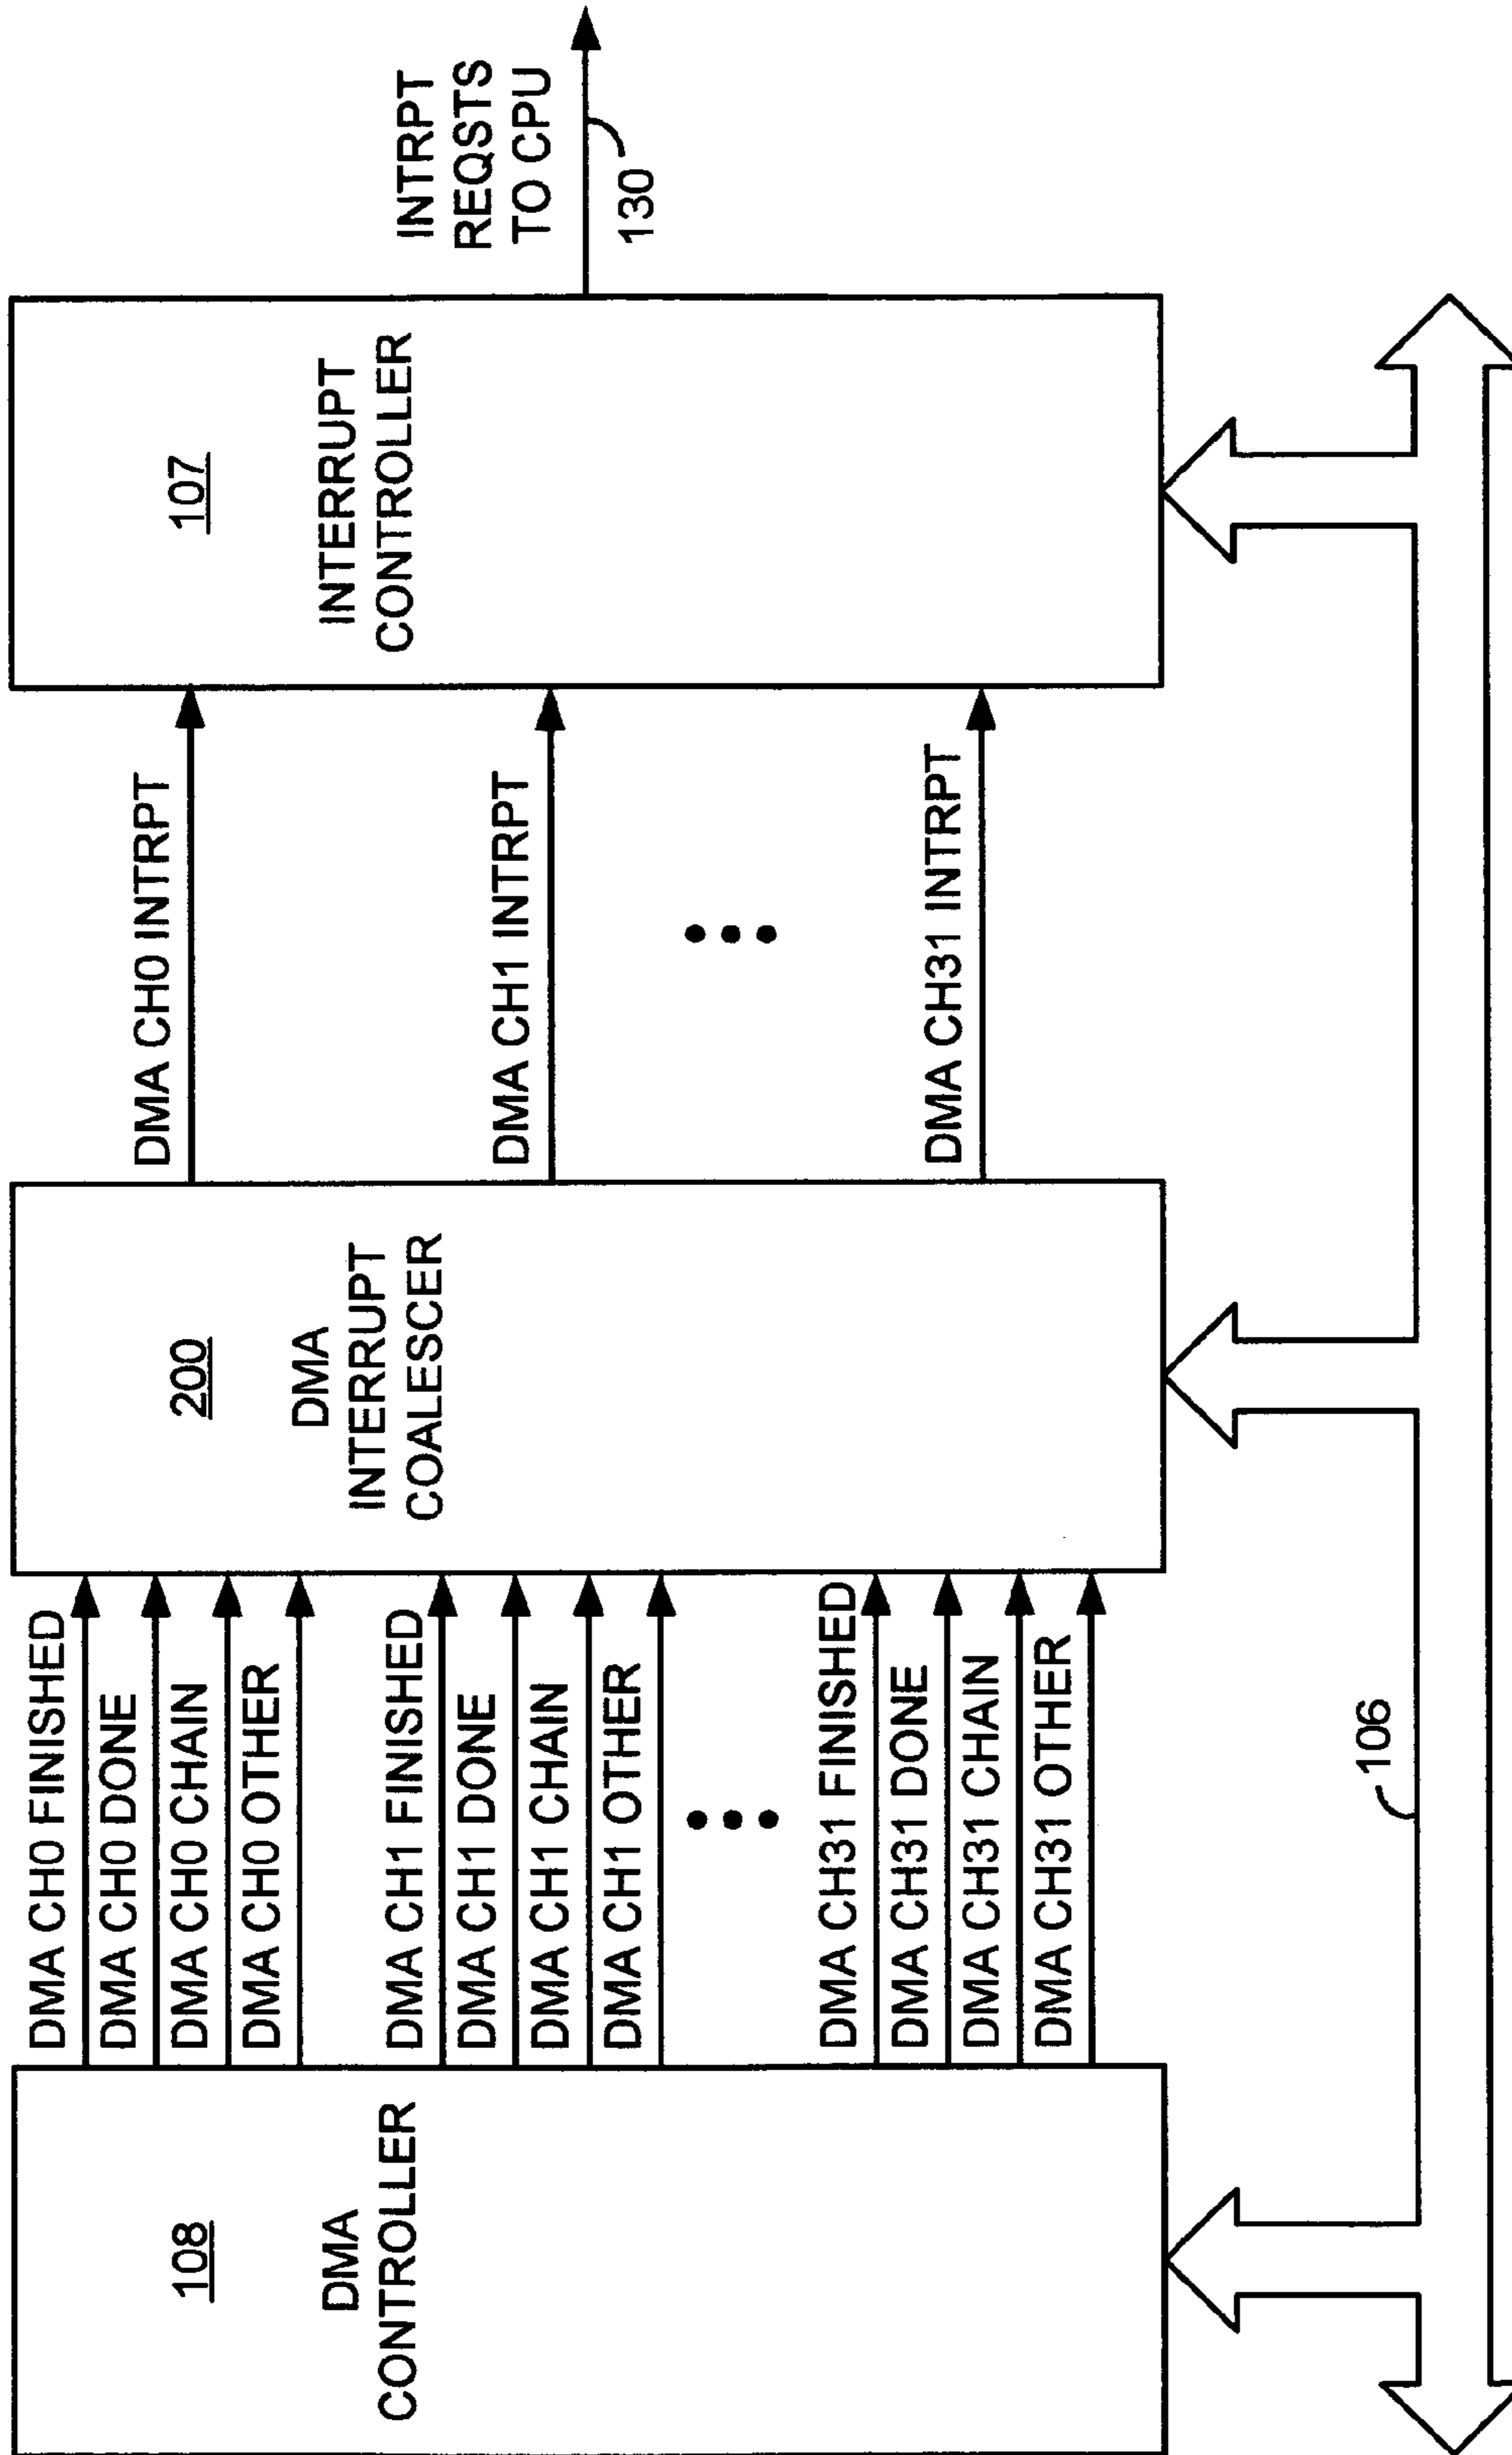 108
DMA
CONTROLLER
DMA CH0 FINISHED
DMA CH0 DONE
DMA CH0 CHAIN
DMA CH0 OTHER
DMA CH1 FINISHED
DMA CH1 DONE
DMA CH1 CHAIN
DMA CH1 OTHER
DMA CH31 FINISHED
DMA CH31 DONE
DMA CH31 CHAIN
DMA CH31 OTHER
200
DMA
INTERRUPT
COALESCER
DMA CH0 INTRPT
DMA CH1 INTRPT
DMA CH31 INTRPT
107
INTERRUPT
CONTROLLER
INTRPT
REQSTS
TO CPU
130
106